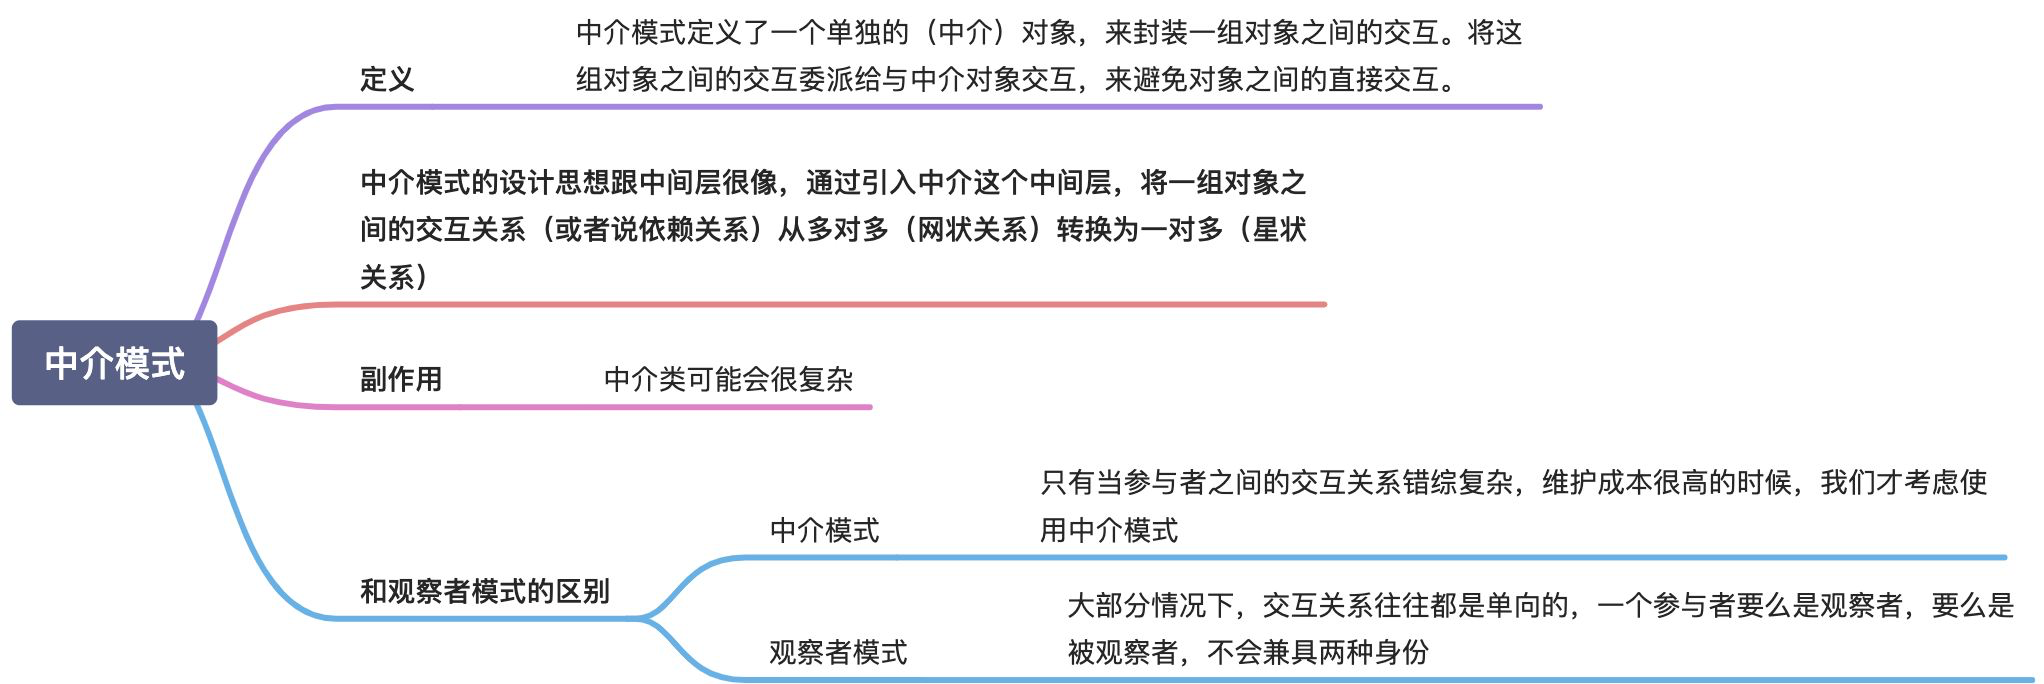 中介模式定义了一个单独的（中介）对象，来封装一组对象之间的交互。将这
定义
组对象之间的交互委派给与中介对象交互，来避免对象之间的直接交互。
中介模式的设计思想跟中间层很像，通过引入中介这个中间层，将一组对象之
间的交互关系（或者说依赖关系）从多对多（网状关系）转换为一对多（星状
关系）
中介模式
副作用
中介类可能会很复杂
和观察者模式的区别
中介模式
只有当参与者之间的交互关系错综复杂，维护成本很高的时候，我们才考虑使
用中介模式
观察者模式
大部分情况下，交互关系往往都是单向的，一个参与者要么是观察者，要么是
被观察者，不会兼具两种身份